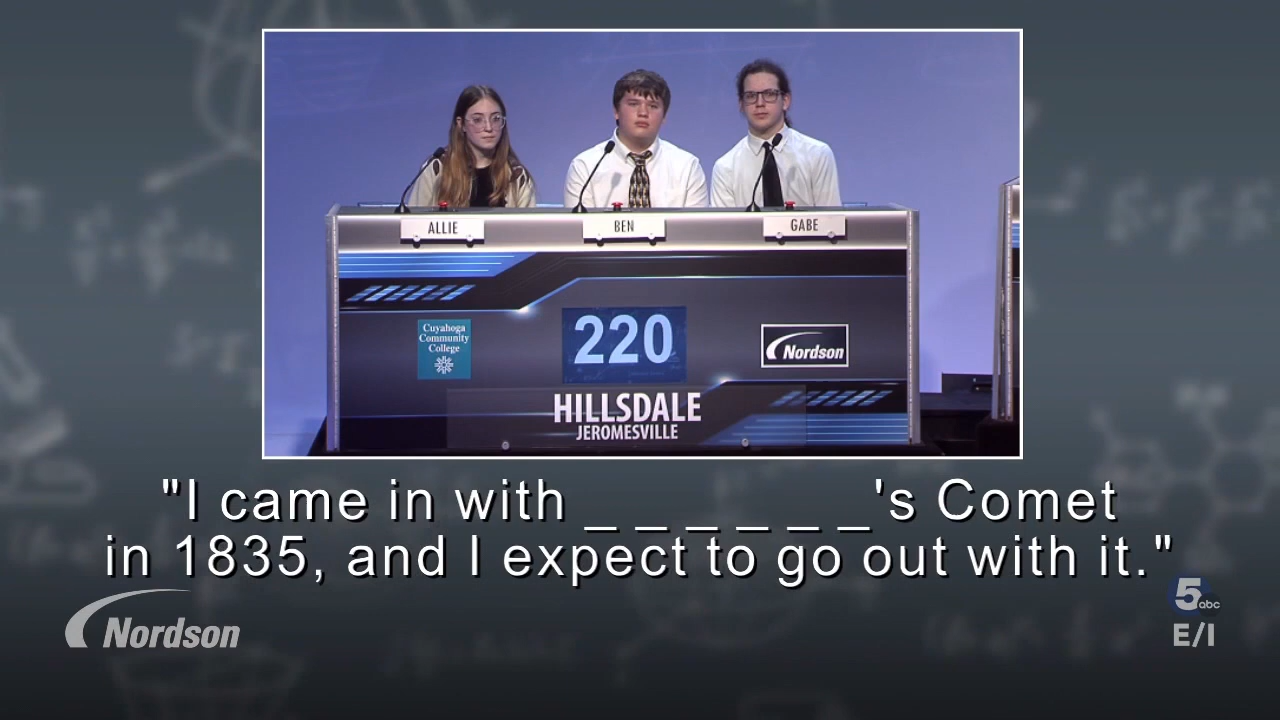 ALLIE
BEN
GABE
Cuyahoga
Community
College
220
Nordson
HILLSDALE
JEROMESVILLE
"I came in with _ _ _ _ _ _'s Comet
in 1835, and I expect to go out with it."
Nordson
5abc
E/I